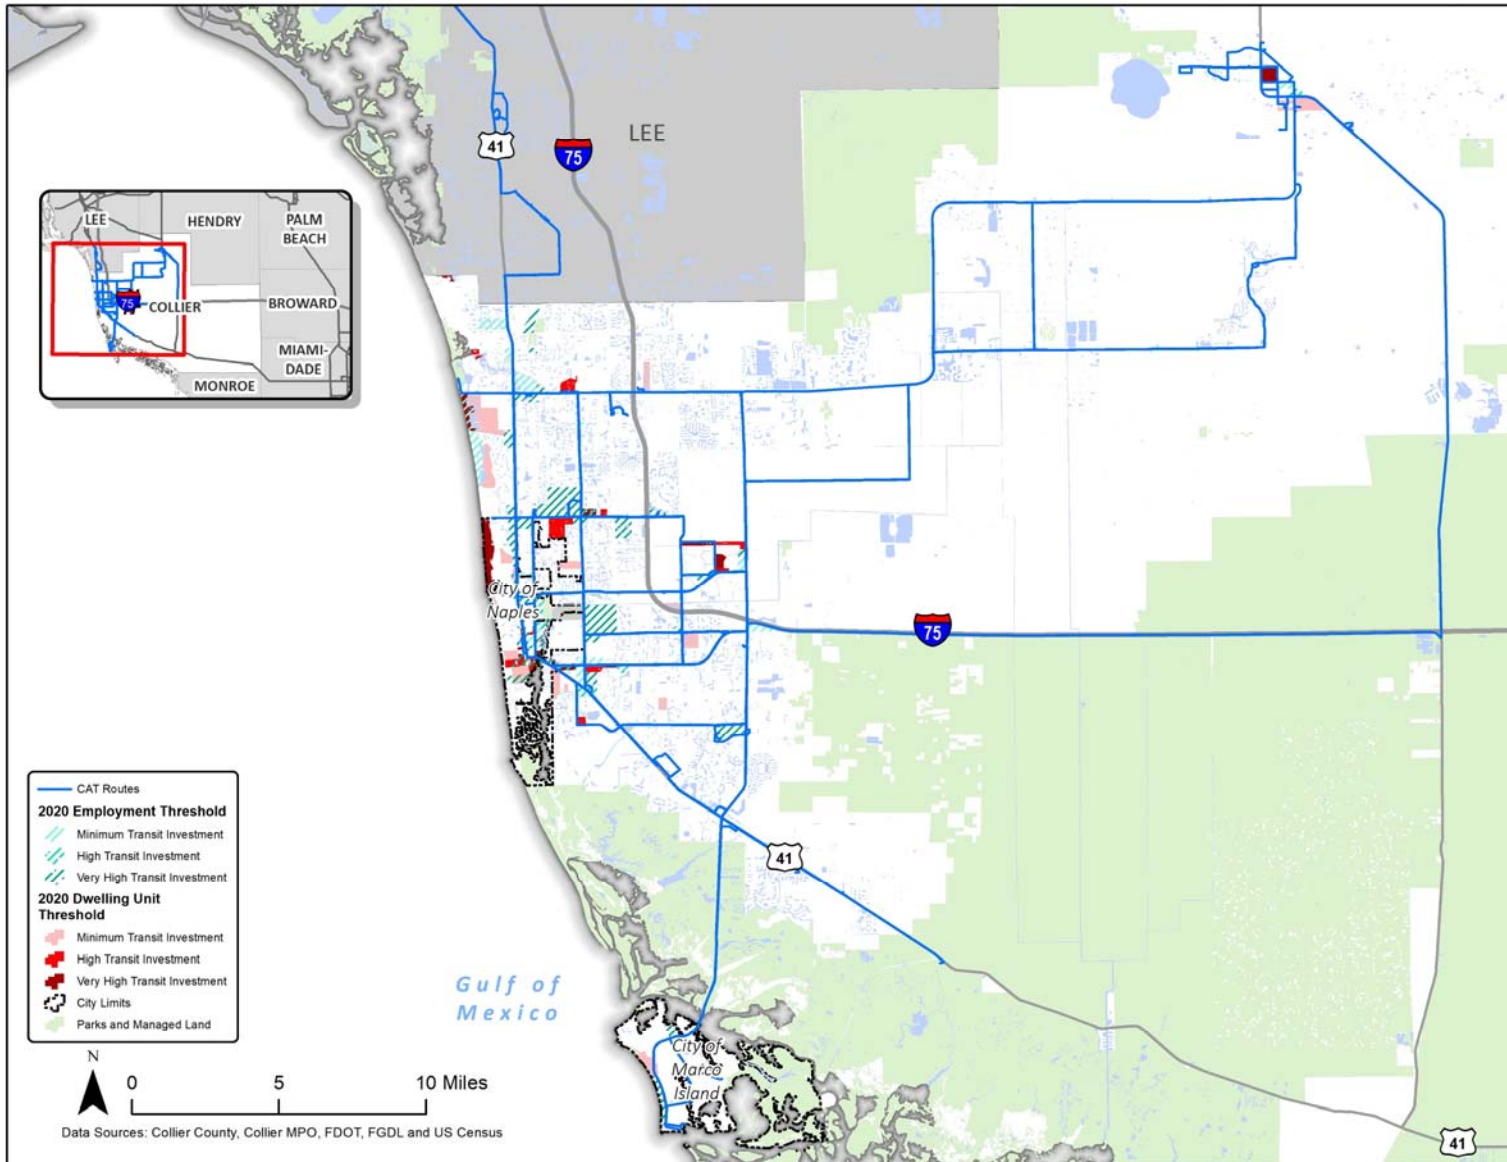 41
75
LEE
LEE
HENDRY
PALM
BEACH
75
COLLIER
BROWARD
MIAMI-
DADE
MONROE
City of
Naples
75
41
CAT Routes
2020 Employment Threshold
Minimum Transit Investment
High Transit Investment
Very High Transit Investment
2020 Dwelling Unit
Threshold
Minimum Transit Investment
High Transit Investment
Very High Transit Investment
City Limits
Parks and Managed Land
Gulf of
Mexico
City of
Marco
Island
N
0 5 10 Miles
Data Sources: Collier County, Collier MPO, FDOT, FGDL and US Census
41